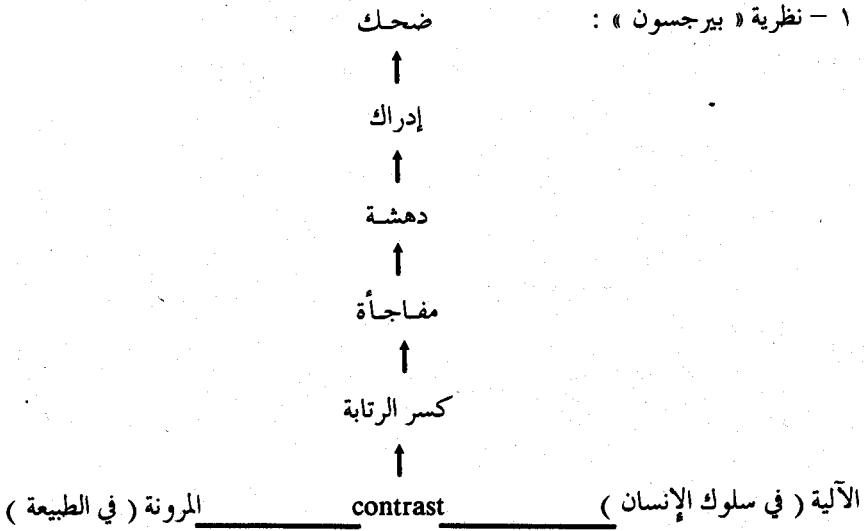 ١ – نظرية « بيرجسون » :
ضحك
إدراك
دهشة
مفاجأة
كسر الرتابة
الآلية ( في سلوك الإنسان ) contrast المرونة ( في الطبيعة )